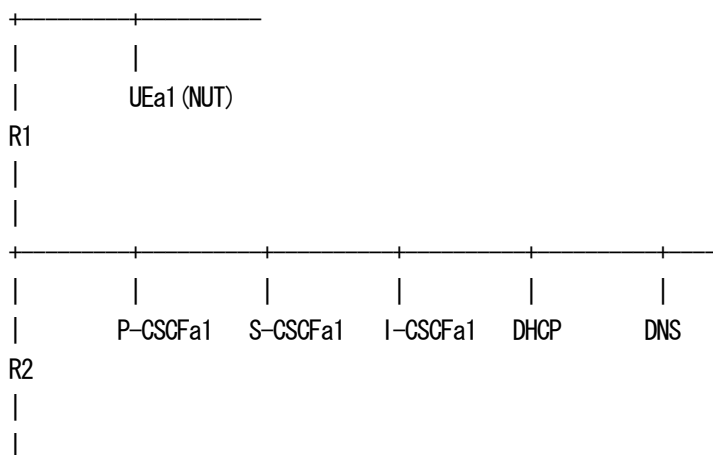 UEa1(NUT)
R1
P-CSCFa1 S-CSCFa1 I-CSCFa1 DHCP DNS
R2